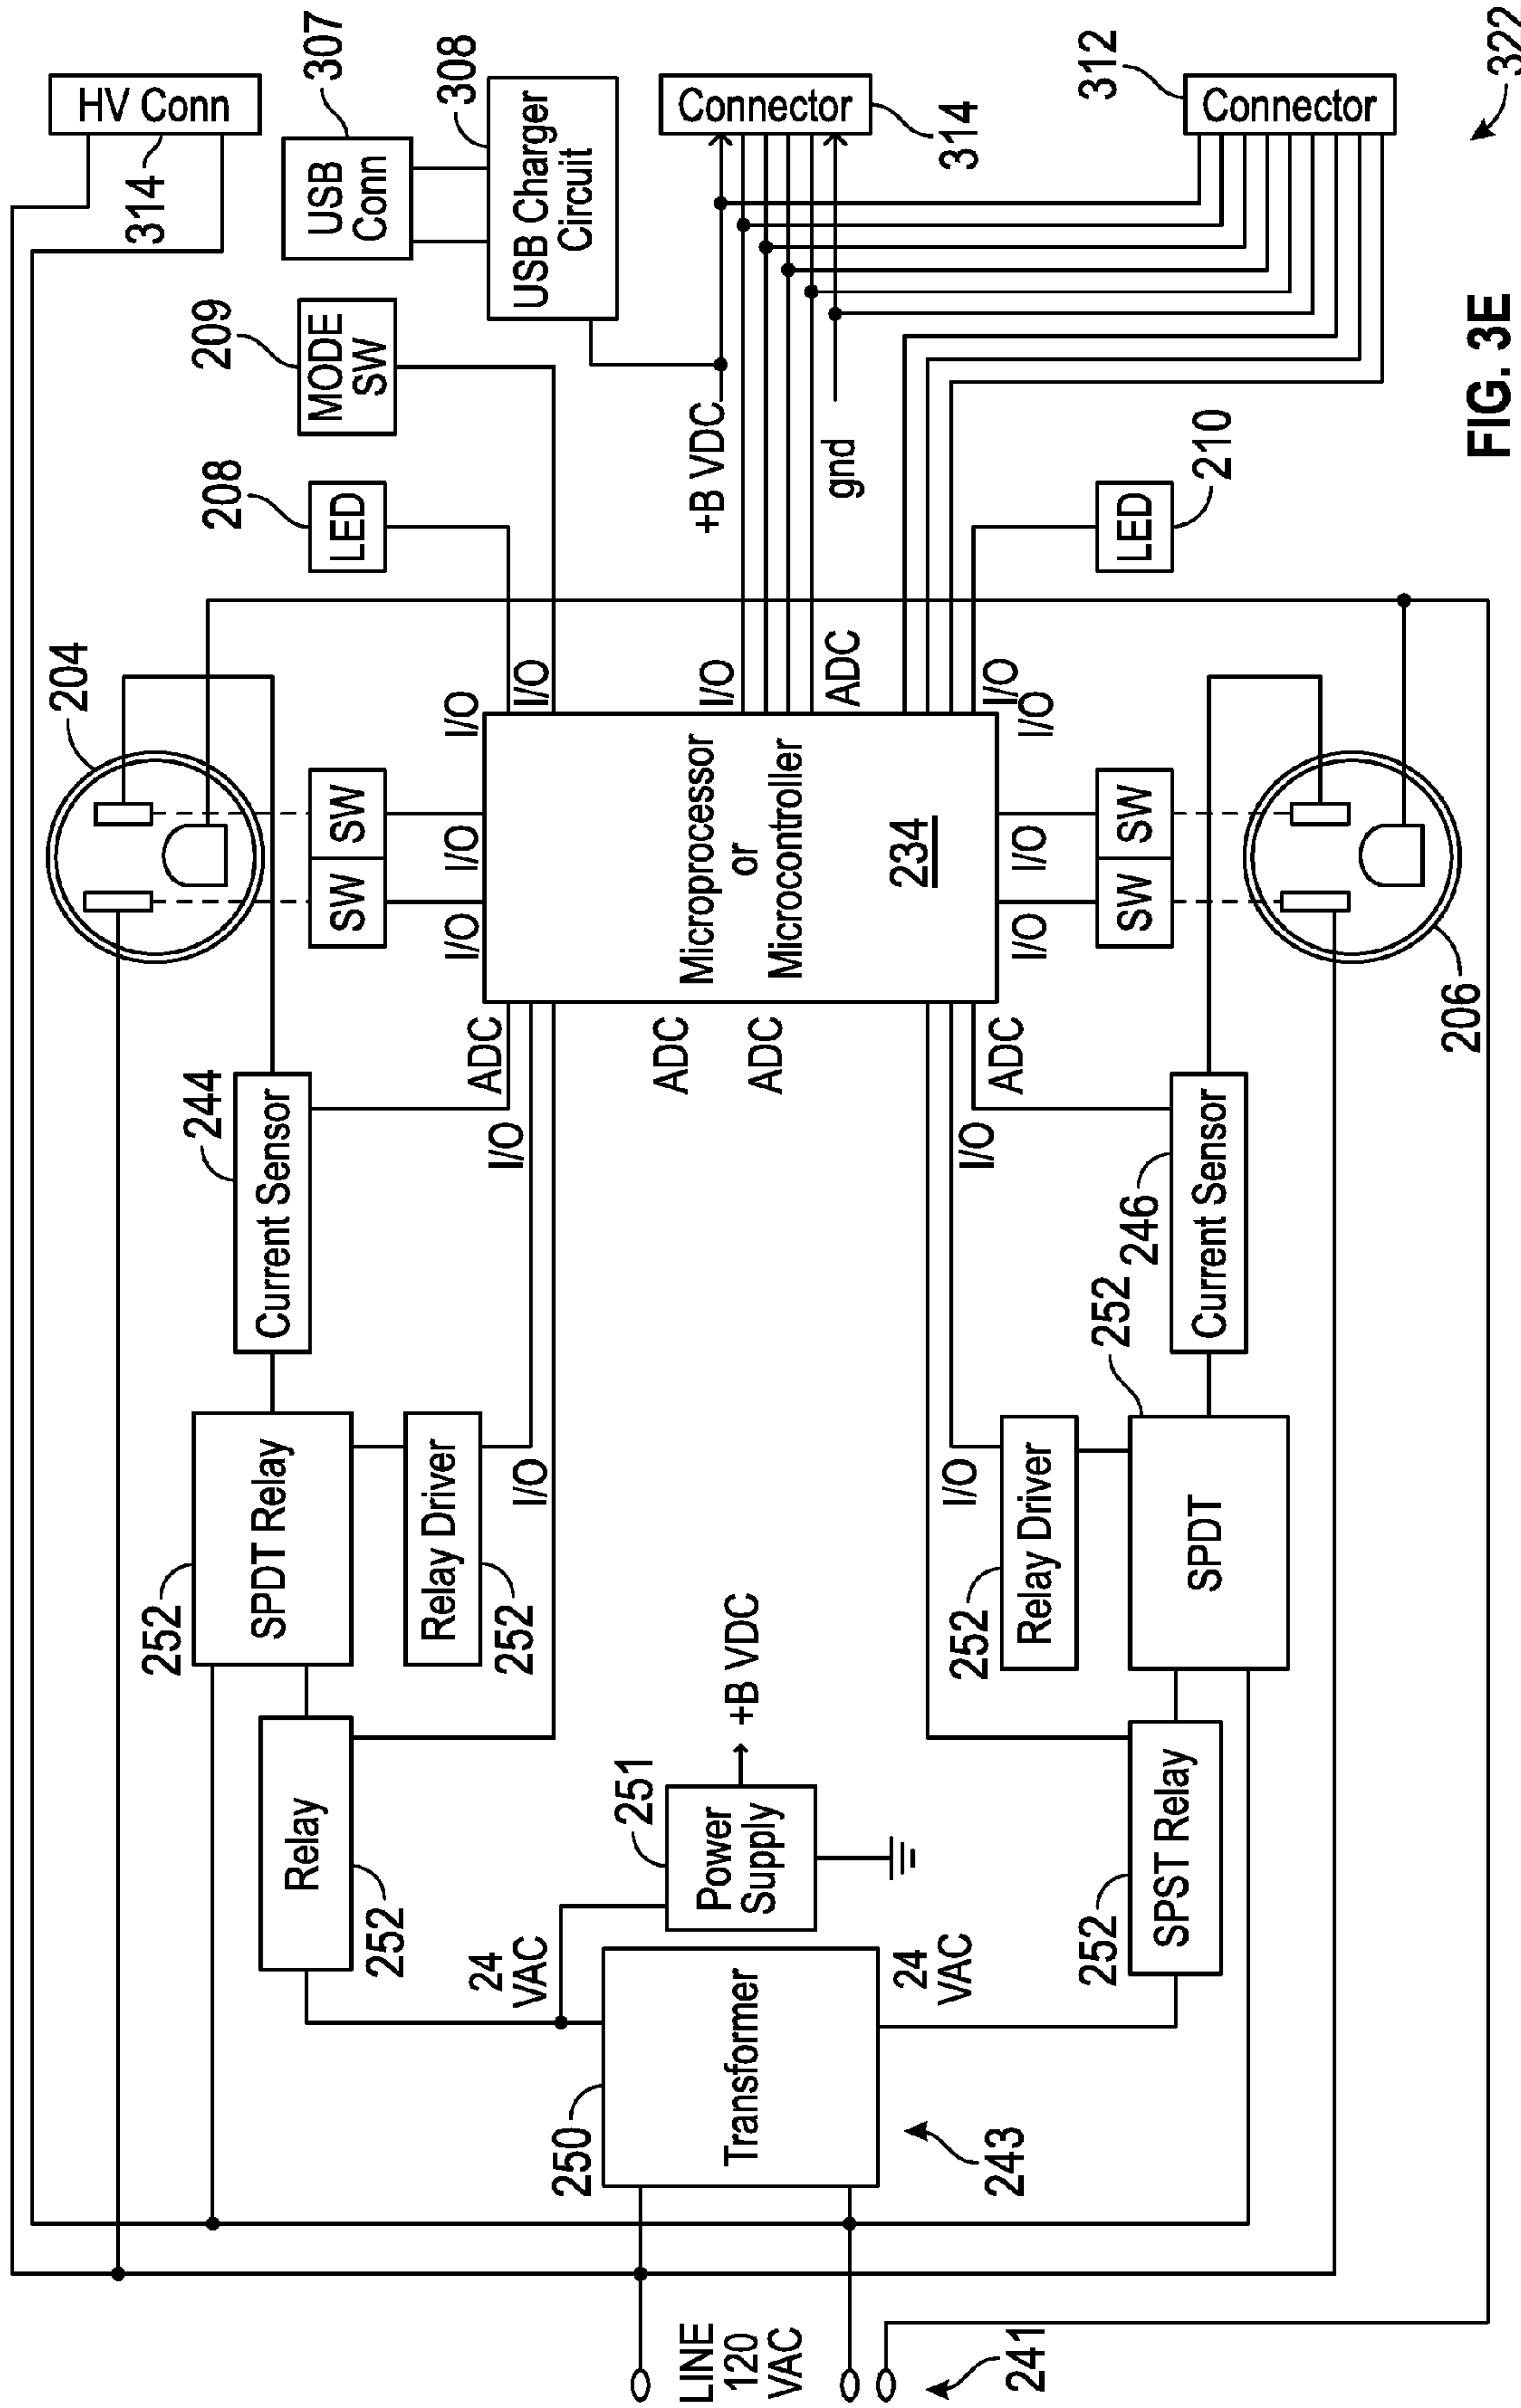 HV Conn
314
USB
Conn
307
USB Charger
Circuit
308
MODE
SW
209
LED
208
+B VDC
gnd
Connector
314
Connector
312
LED
210
204
SW
SW
I/O
I/O
I/O
I/O
I/O
ADC
I/O
I/O
Microprocessor
or
Microcontroller
234
I/O
I/O
SW
SW
206
ADC
ADC
ADC
ADC
I/O
I/O
Current Sensor
244
Current Sensor
246
SPDT Relay
252
Relay Driver
252
I/O
I/O
Relay Driver
252
SPDT
252
Relay
252
24
VAC
Power
Supply
251
+B VDC
24
VAC
SPST Relay
252
Transformer
250
243
LINE
120
VAC
241
FIG. 3E
322